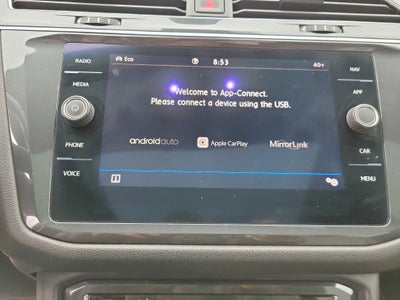 RADIO
MEDIA
PHONE
VOICE
Eco
8:53
40°F
Welcome to App-Connect.
Please connect a device using the USB.
androidauto
Apple CarPlay
MirrorLink
NAV
APP
CAR
MENU